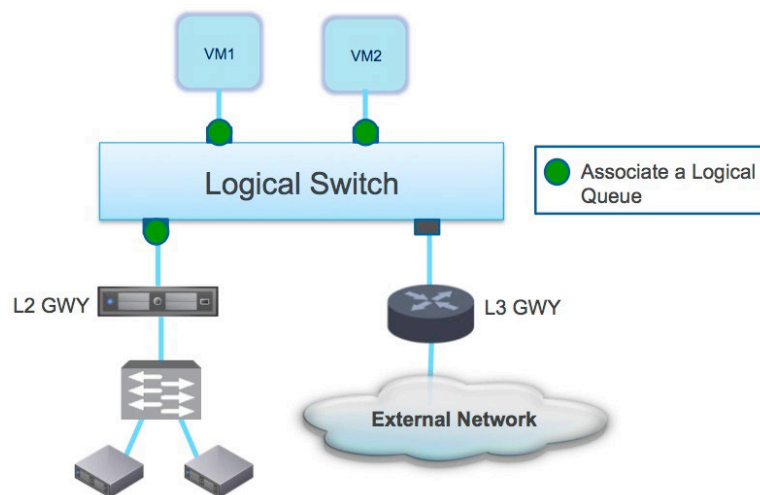 VM1
VM2
Logical Switch
Associate a Logical
Queue
L2 GWY
L3 GWY
External Network